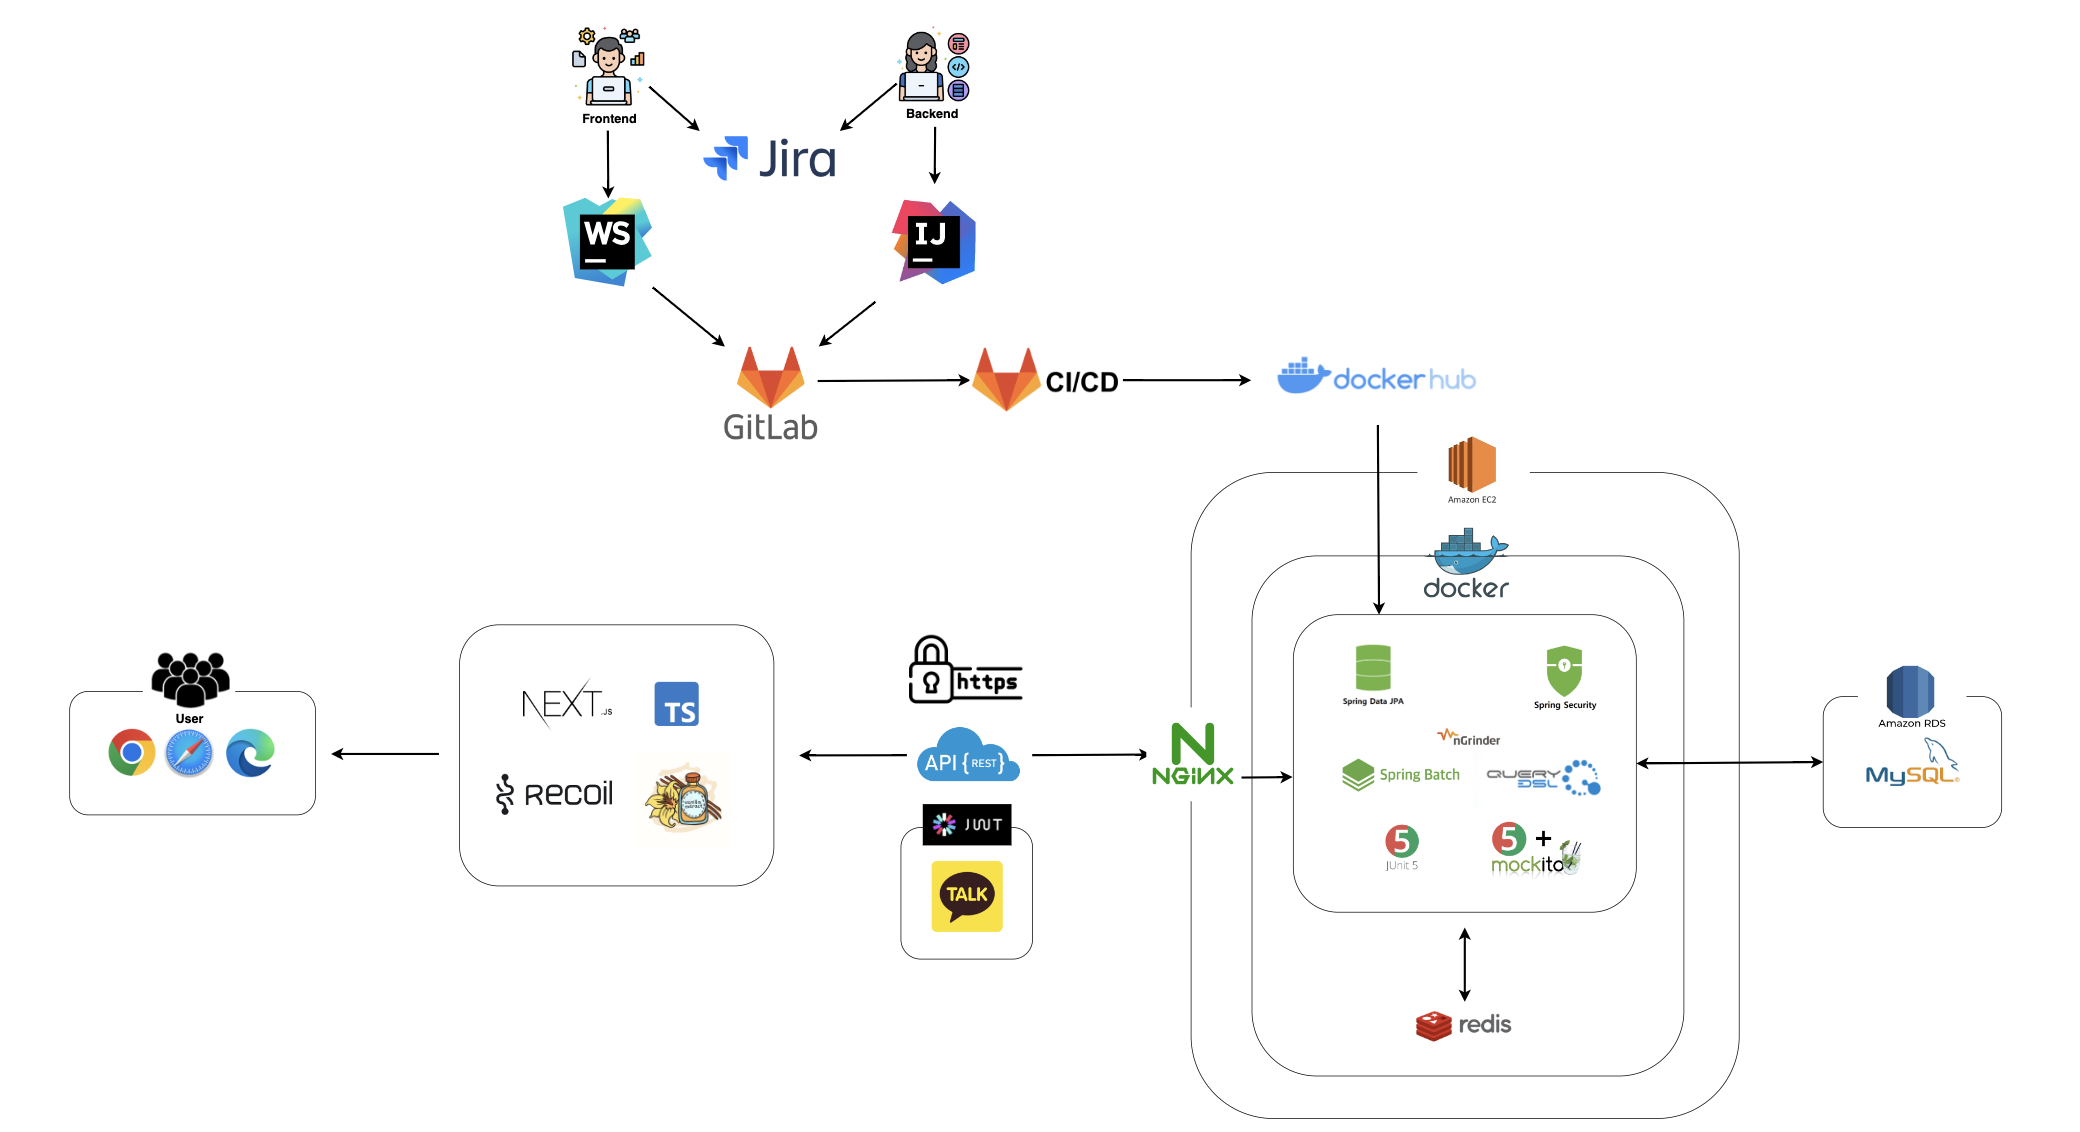 Frontend
Backend
Jira
WS
IJ
GitLab
CI/CD
docker hub
Amazon EC2
docker
User
NEXT.JS
TS
RECOIL
https
API {REST}
JWT
TALK
NGINX
Spring Data JPA
Spring Security
nGrinder
Spring Batch
QUERY
DSL
5
JUnit 5
5 +
mockito
redis
Amazon RDS
MySQL